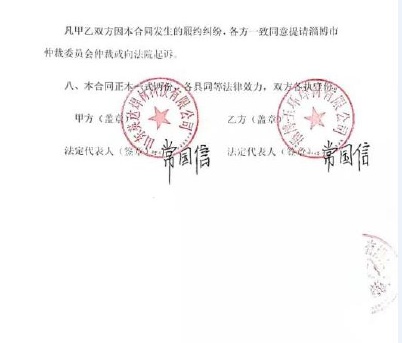 凡甲乙双方因本合同发生的履约纠纷，各方一致同意提请淄博市
仲裁委员会仲裁或向法院起诉。
八、本合同正本一式两份，各具同等法律效力，双方各执壹份。
甲方（盖章） 乙方（盖章）
法定代表人（签章） 常国信 法定代表人（签章） 常国信